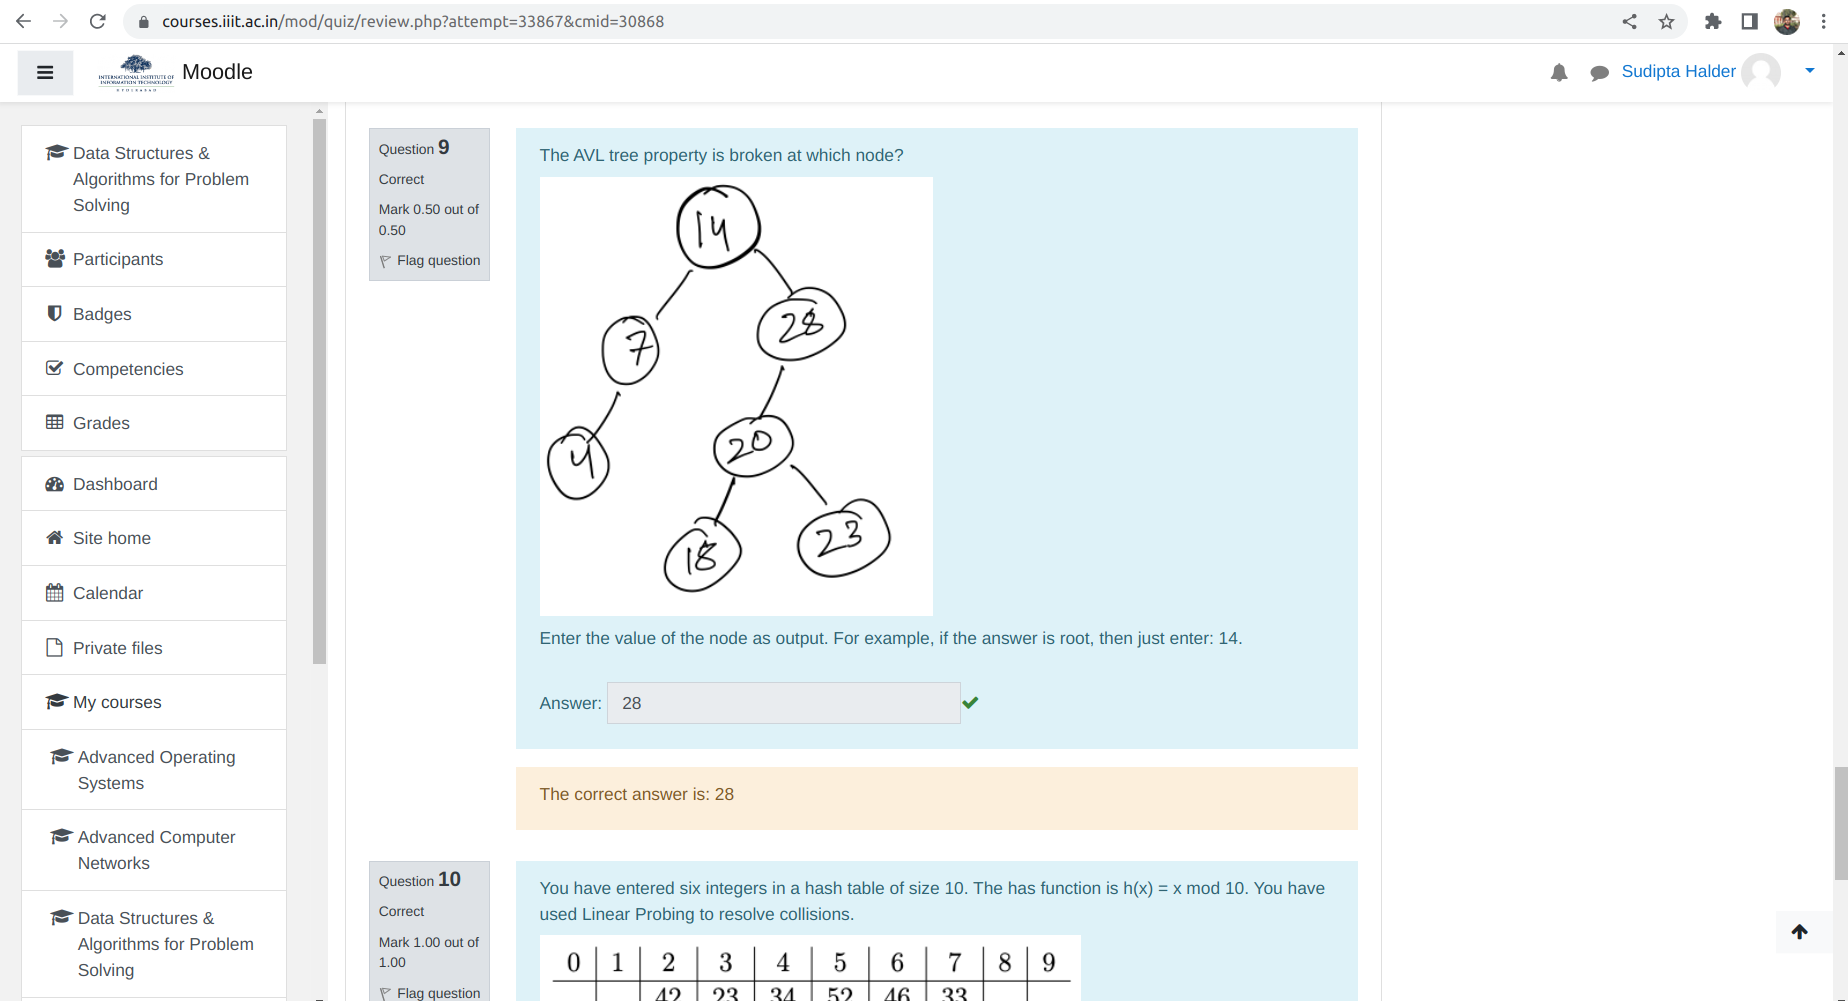 courses.iiit.ac.in/mod/quiz/review.php?attempt=33867&cmid=30868
INTERNATIONAL INSTITUTE OF
INFORMATION TECHNOLOGY
HYDERABAD
Moodle
Sudipta Halder
Data Structures &
Algorithms for Problem
Solving
Participants
Badges
Competencies
Grades
Dashboard
Site home
Calendar
Private files
My courses
Advanced Operating
Systems
Advanced Computer
Networks
Data Structures &
Algorithms for Problem
Solving
Question 9
Correct
Mark 0.50 out of
0.50
Flag question
The AVL tree property is broken at which node?
14
7
28
4
20
18
23
Enter the value of the node as output. For example, if the answer is root, then just enter: 14.
Answer: 28
The correct answer is: 28
Question 10
Correct
Mark 1.00 out of
1.00
Flag question
You have entered six integers in a hash table of size 10. The has function is h(x) = x mod 10. You have
used Linear Probing to resolve collisions.
0 1 2 3 4 5 6 7 8 9
42 23 34 52 46 33